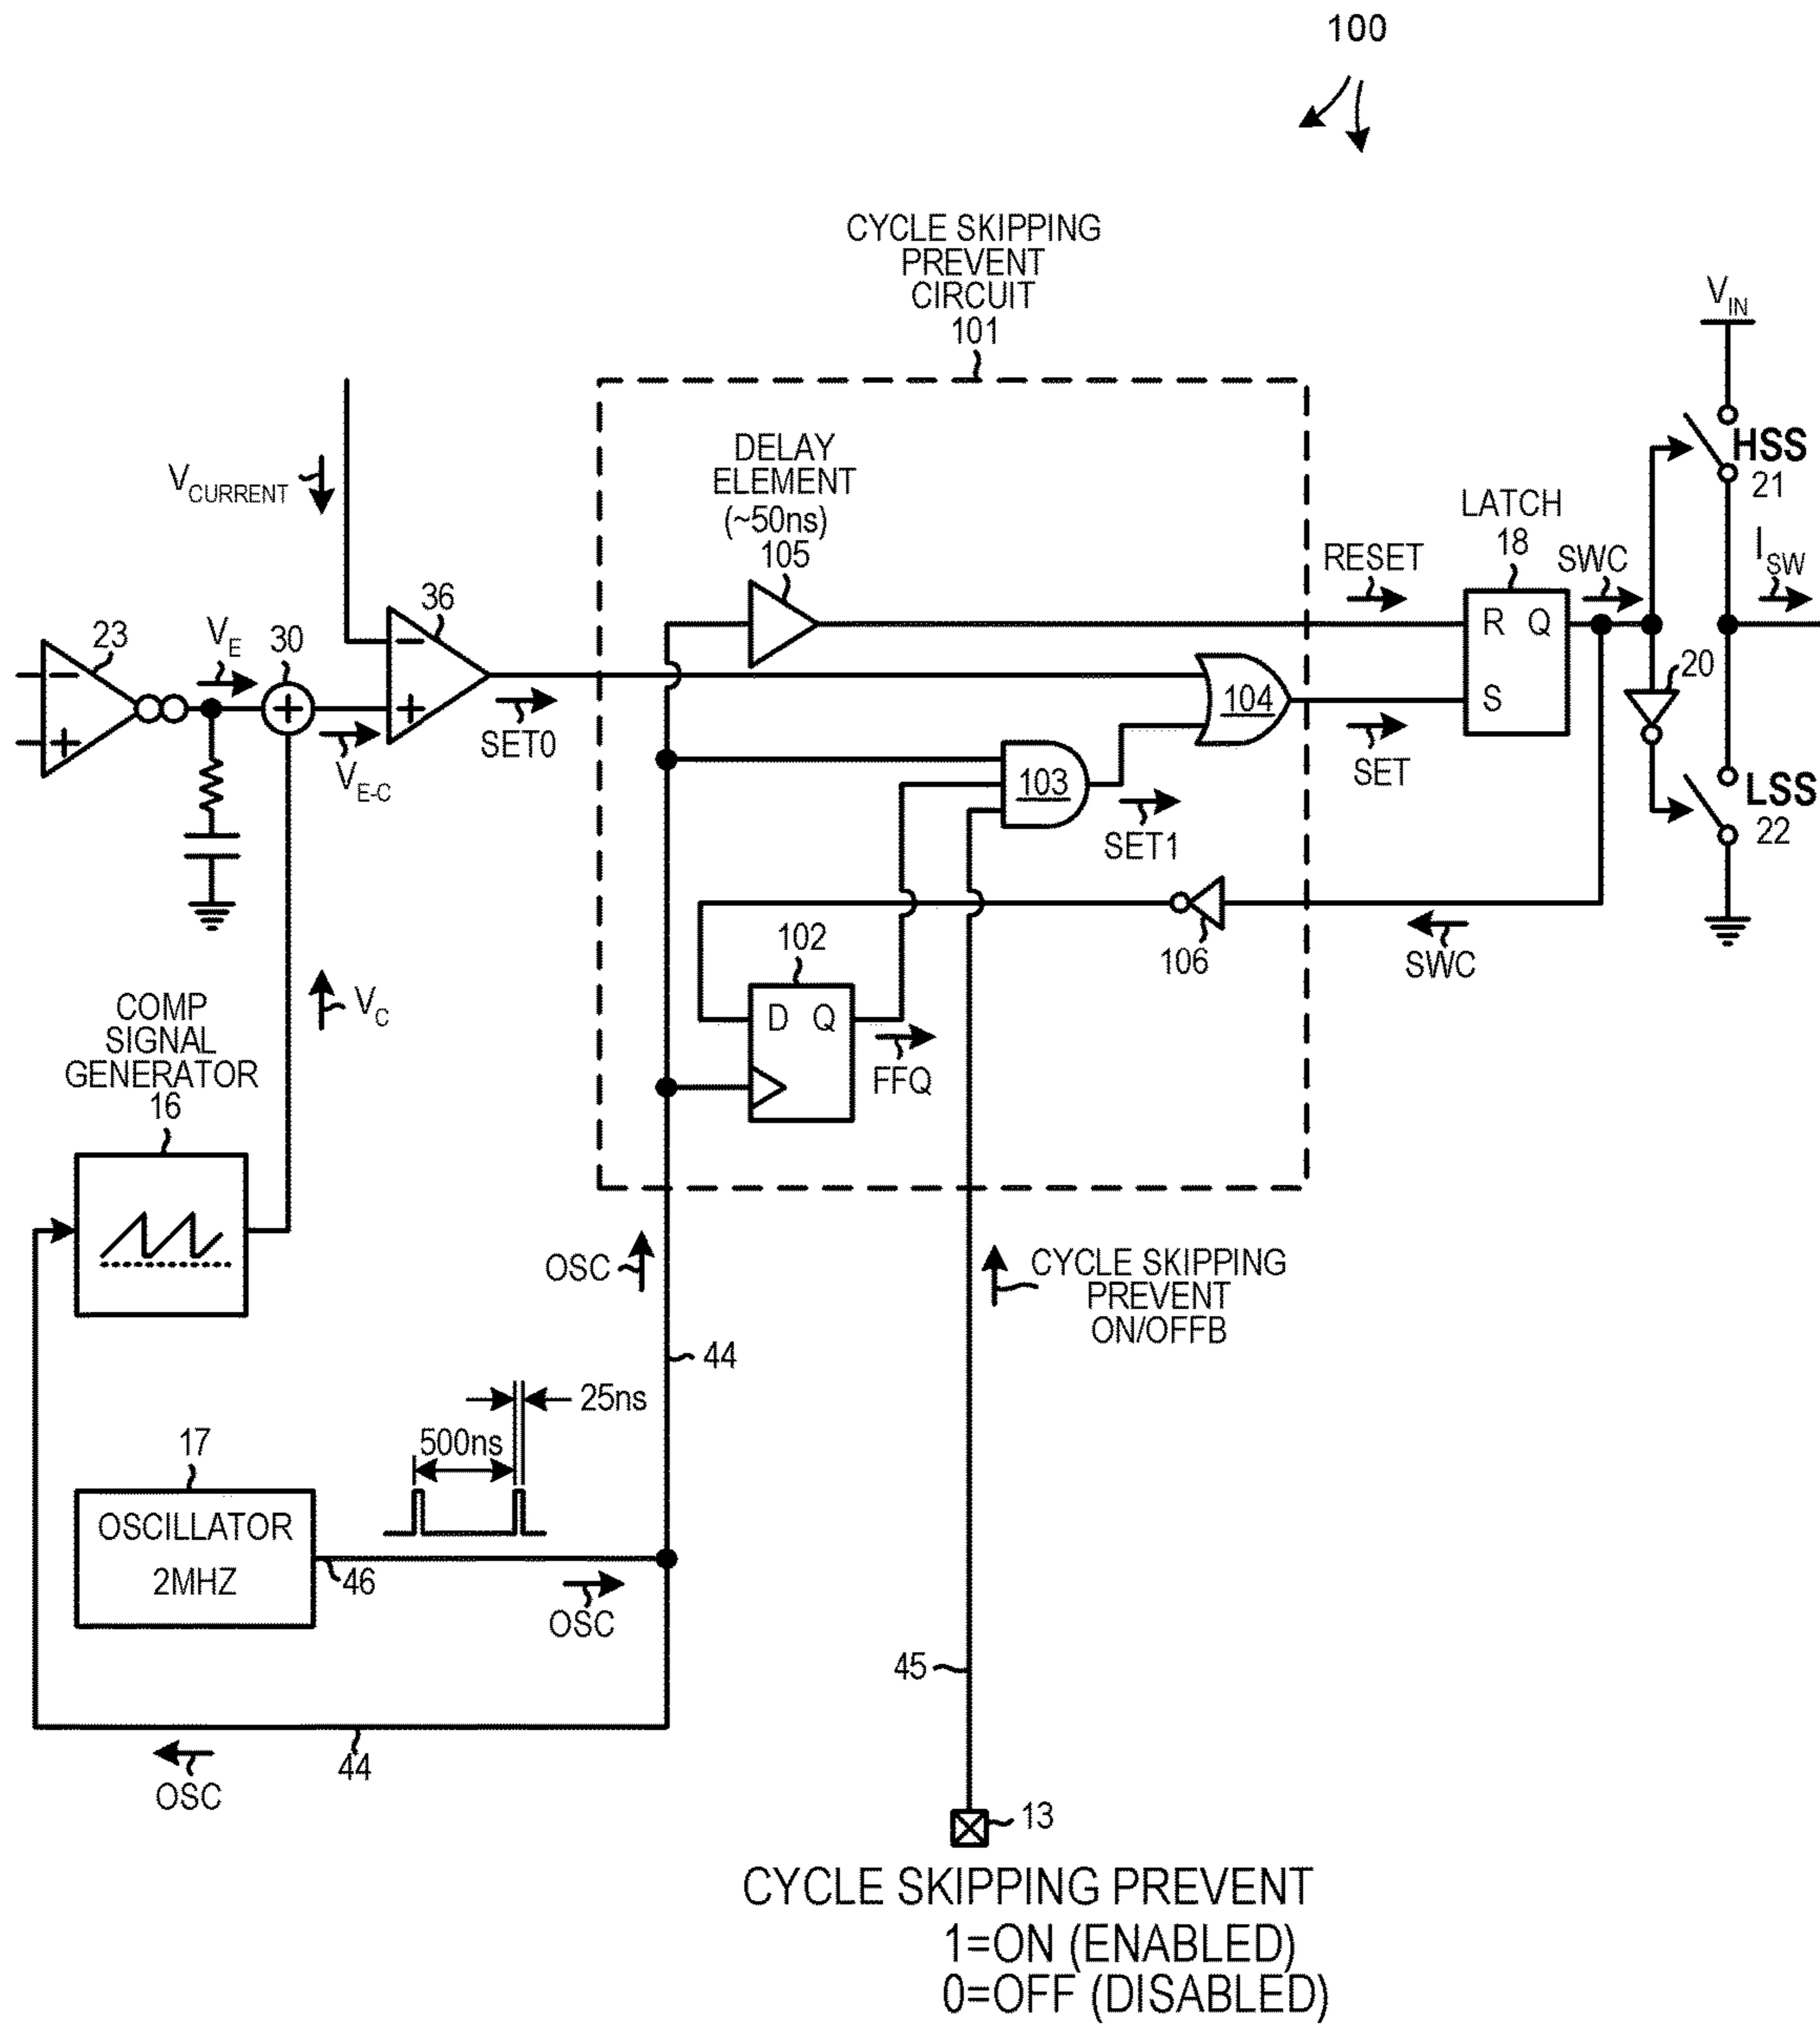 100
CYCLE SKIPPING
PREVENT
CIRCUIT
101
V_IN
DELAY
ELEMENT
(~50ns)
105
V_CURRENT
HSS
21
LATCH
18
RESET
SWC
I_SW
36
R Q
23
V_E
30
20
S
104
SET0
SET
V_E-C
103
LSS
22
SET1
102
106
SWC
COMP
SIGNAL
GENERATOR
16
V_C
D Q
FFQ
OSC
CYCLE SKIPPING
PREVENT
ON/OFFB
44
25ns
17
500ns
OSCILLATOR
2MHZ
46
OSC
45
44
OSC
13
CYCLE SKIPPING PREVENT
1=ON (ENABLED)
0=OFF (DISABLED)